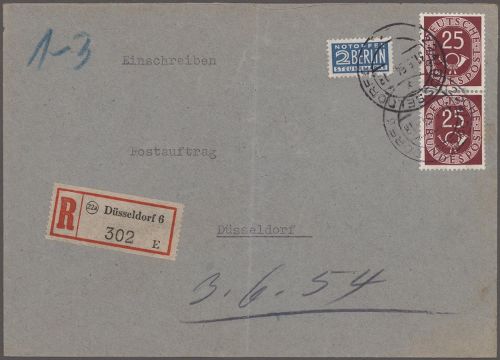 1-3
Einschreiben
NOTOPFER
2 BERLIN
STEUERMARKE
DEUTSCHE
25
BUNDESPOST
DEUTSCHE
25
BUNDESPOST
Postauftrag
R
22a Düsseldorf 6
302 E
Düsseldorf
3.6.54